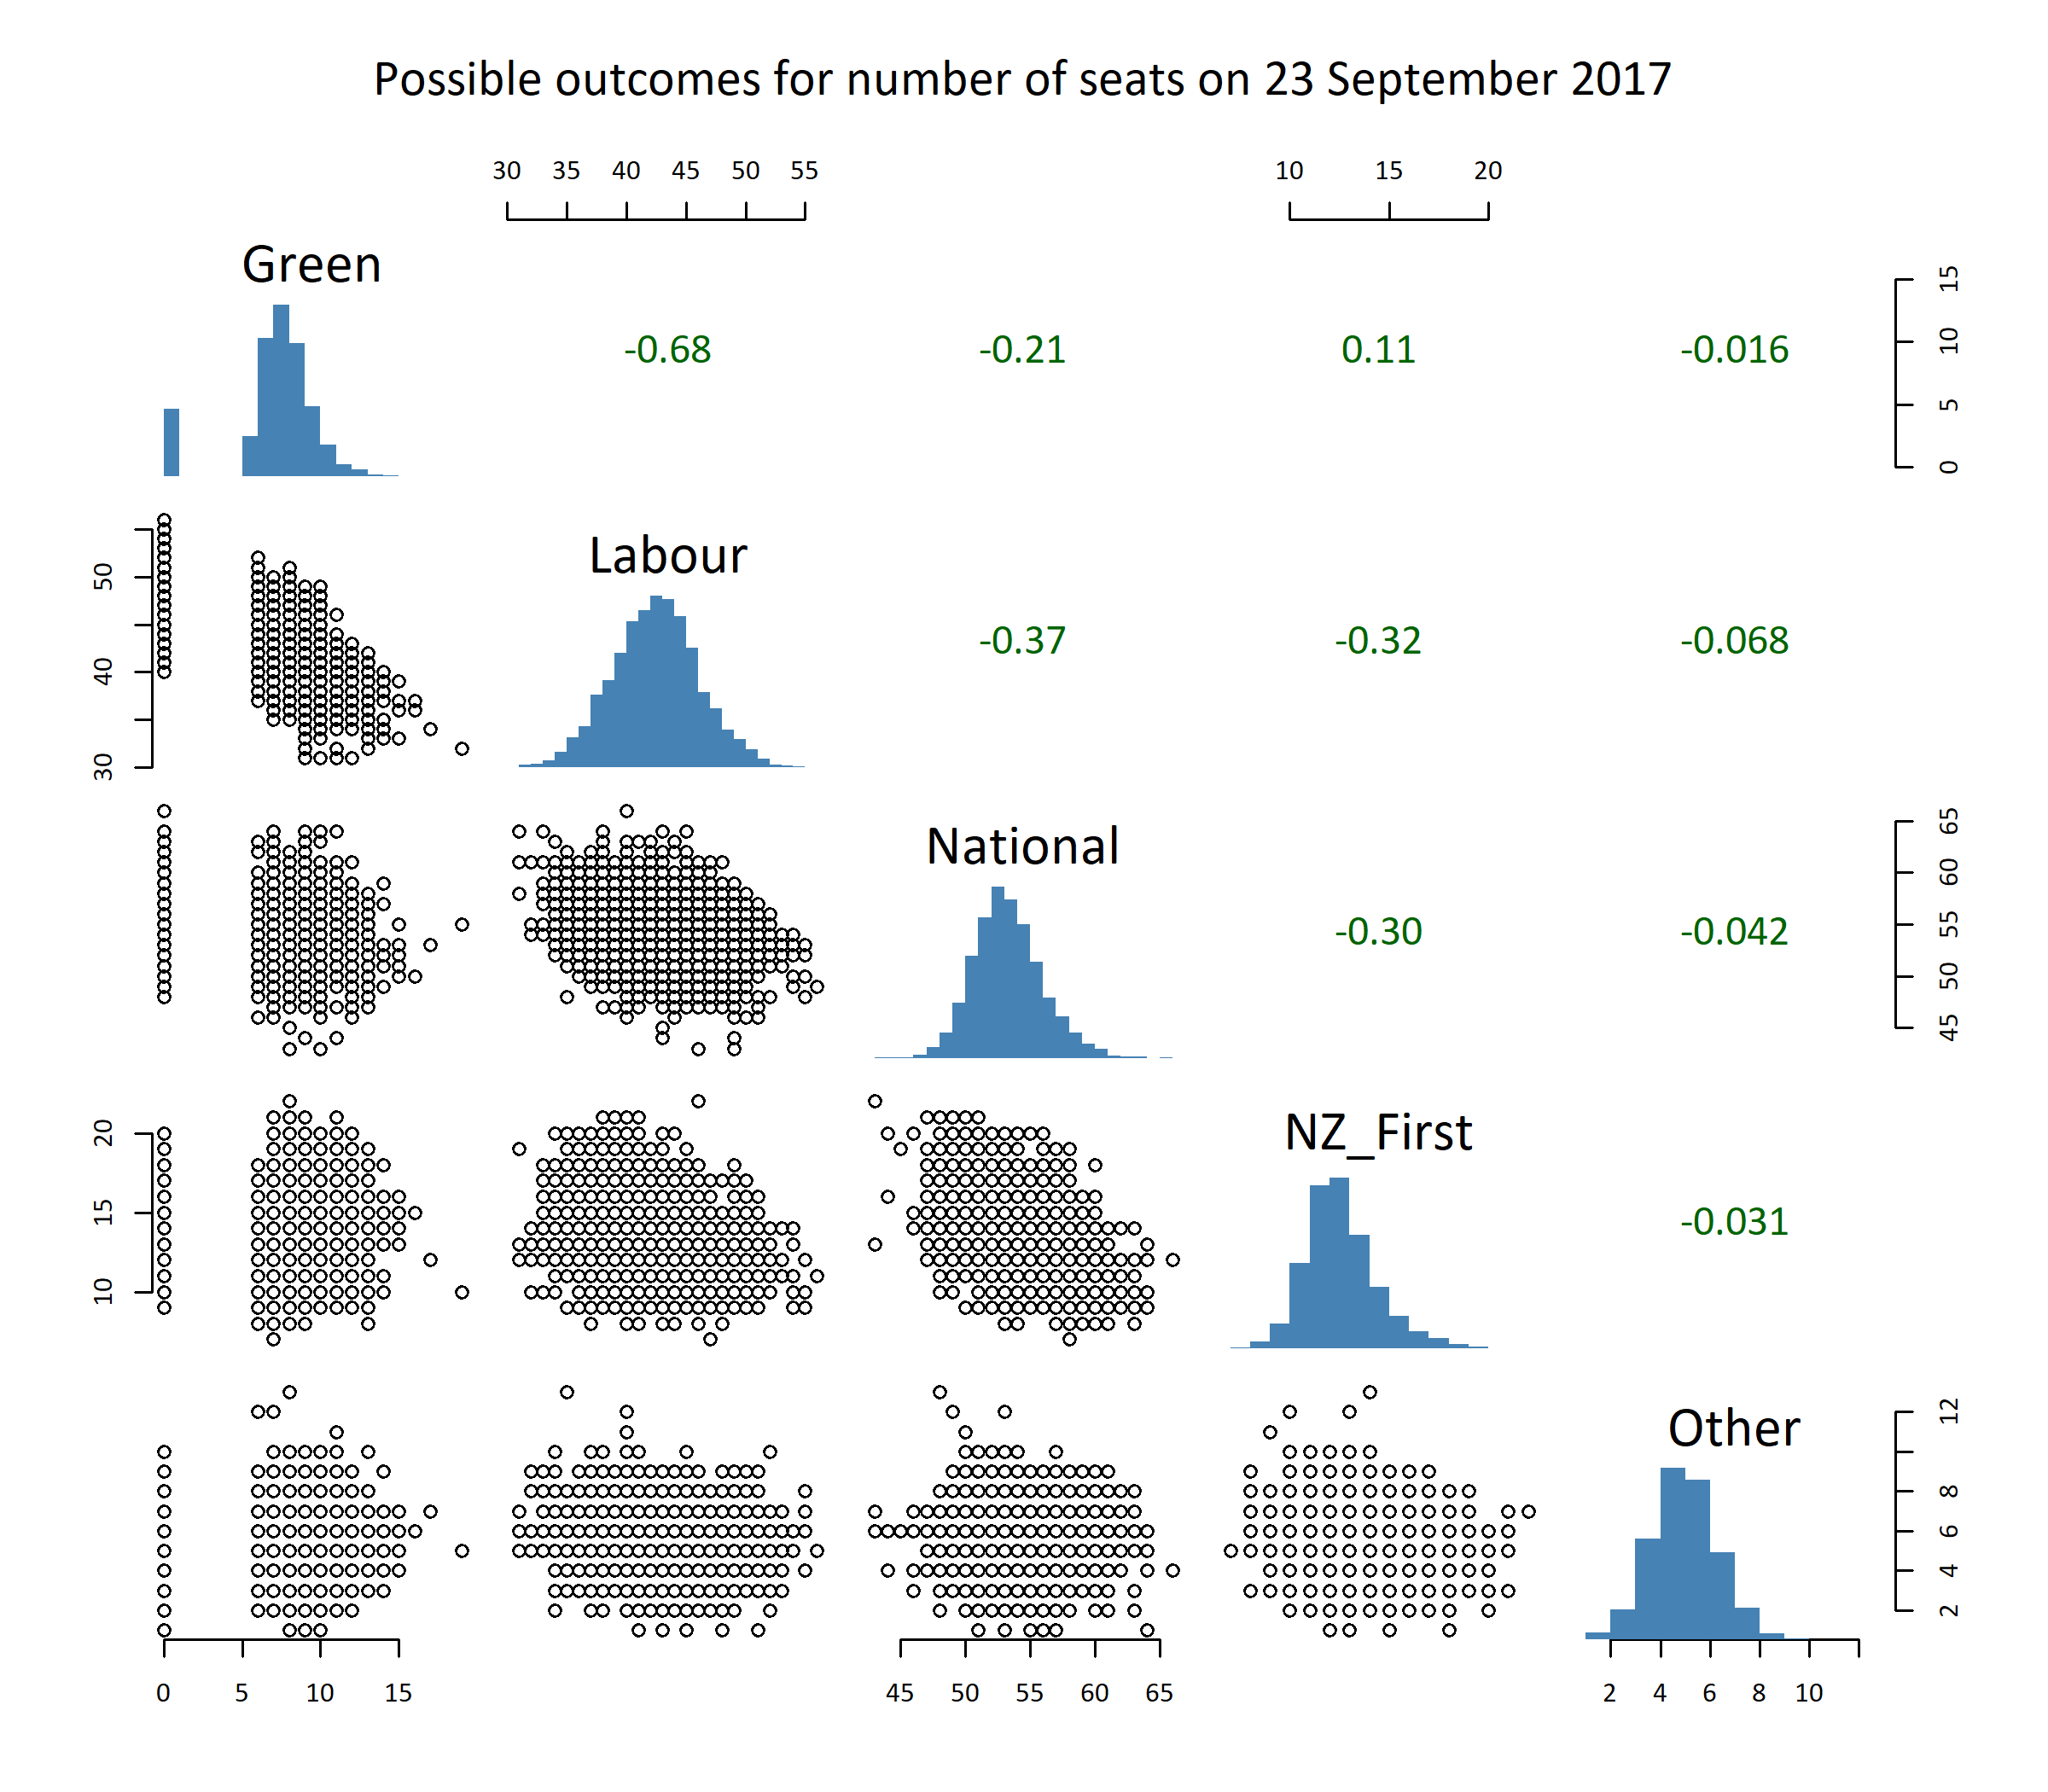 Possible outcomes for number of seats on 23 September 2017
30 35 40 45 50 55
10 15 20
Green
-0.68 -0.21 0.11 -0.016
0 5 10 15
Labour
30 40 50
-0.37 -0.32 -0.068
National
-0.30 -0.042
45 50 55 60 65
NZ_First
10 15 20
-0.031
Other
2 4 6 8 12
0 5 10 15
45 50 55 60 65
2 4 6 8 10